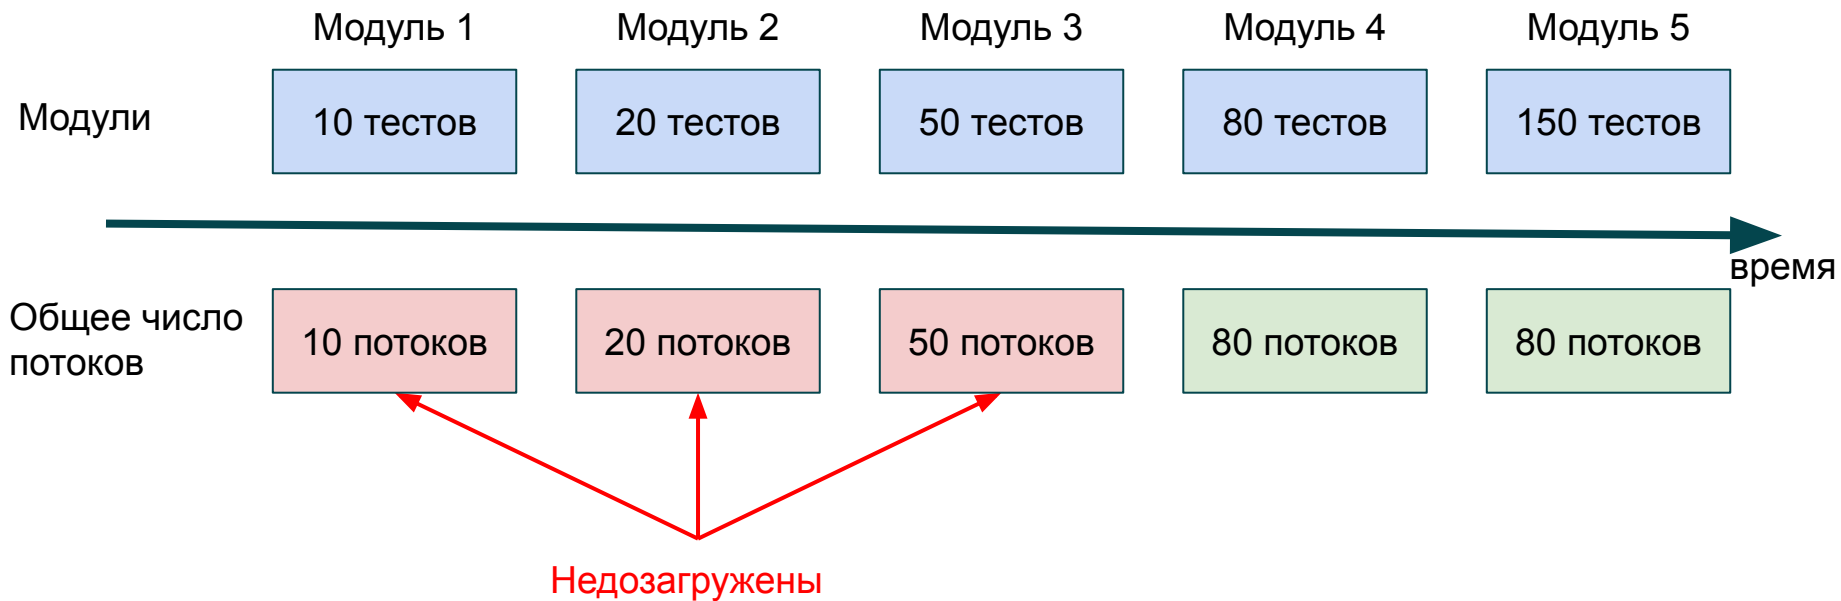 Модуль 1 Модуль 2 Модуль 3 Модуль 4 Модуль 5
Модули 10 тестов 20 тестов 50 тестов 80 тестов 150 тестов
время
Общее число
потоков
10 потоков 20 потоков 50 потоков 80 потоков 80 потоков
Недозагружены